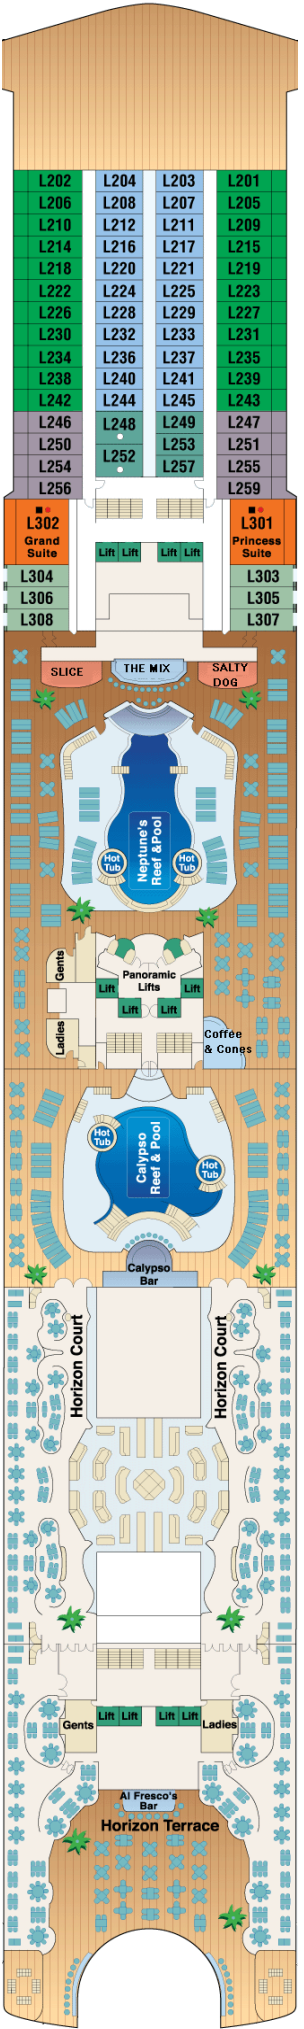 L202 L204 L203 L201
L206 L208 L207 L205
L210 L212 L211 L209
L214 L216 L217 L215
L218 L220 L221 L219
L222 L224 L225 L223
L226 L228 L229 L227
L230 L232 L233 L231
L234 L236 L237 L235
L238 L240 L241 L239
L242 L244 L245 L243
L246 L248 L249 L247
L250 L253 L251
L254 L252 L257 L255
L256 L259
L302 L301
Grand Princess
Suite Suite
Lift Lift Lift Lift
L304 L303
L306 L305
L308 L307
SLICE THE MIX SALTY
DOG
Neptune's
Reef &Pool
Hot
Tub
Hot
Tub
Gents
Panoramic
Lifts
Lift Lift
Lift Lift
Ladies
Coffee
& Cones
Hot
Tub
Calypso
Reef & Pool
Hot
Tub
Calypso
Bar
Horizon Court
Horizon Court
Gents Lift Lift Lift Lift Ladies
Al Fresco's
Bar
Horizon Terrace